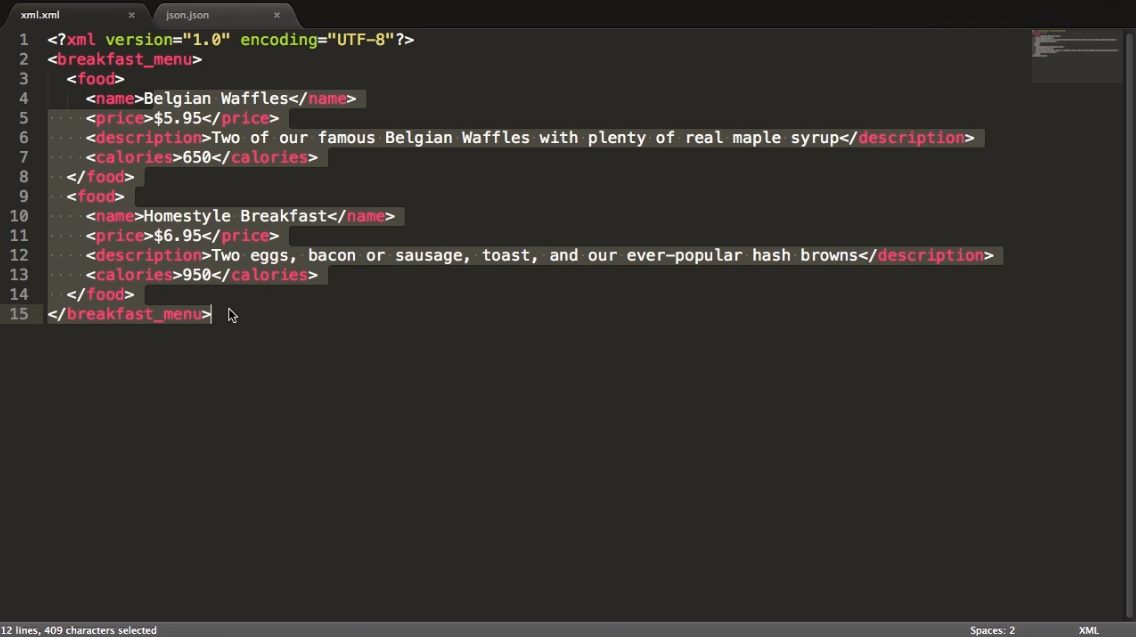 xml.xml × json.json ×
1 <?xml version="1.0" encoding="UTF-8"?>
2 <breakfast_menu>
3 <food>
4 <name>Belgian Waffles</name>
5 <price>$5.95</price>
6 <description>Two of our famous Belgian Waffles with plenty of real maple syrup</description>
7 <calories>650</calories>
8 </food>
9 <food>
10 <name>Homestyle Breakfast</name>
11 <price>$6.95</price>
12 <description>Two eggs, bacon or sausage, toast, and our ever-popular hash browns</description>
13 <calories>950</calories>
14 </food>
15 </breakfast_menu>
12 lines, 409 characters selected Spaces: 2 XML